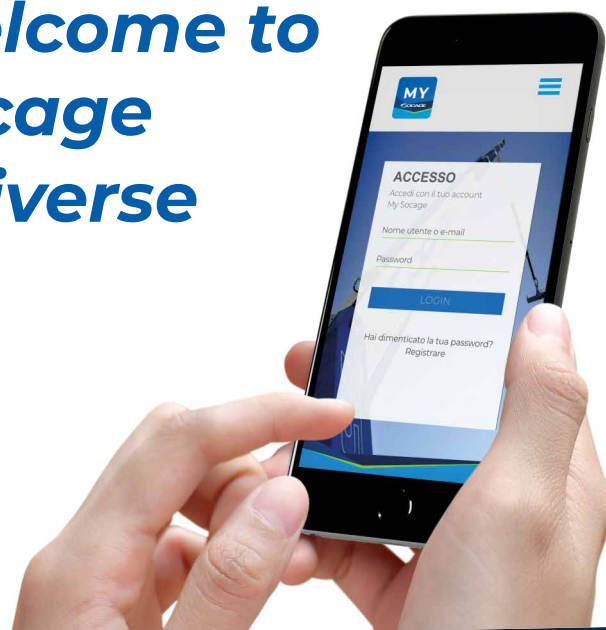 elcome to
cage
iverse
MY
SOCAGE
ACCESSO
Accedi con il tuo account
My Socage
Nome utente o e-mail
Password
LOGIN
Hai dimenticato la tua password?
Registrare